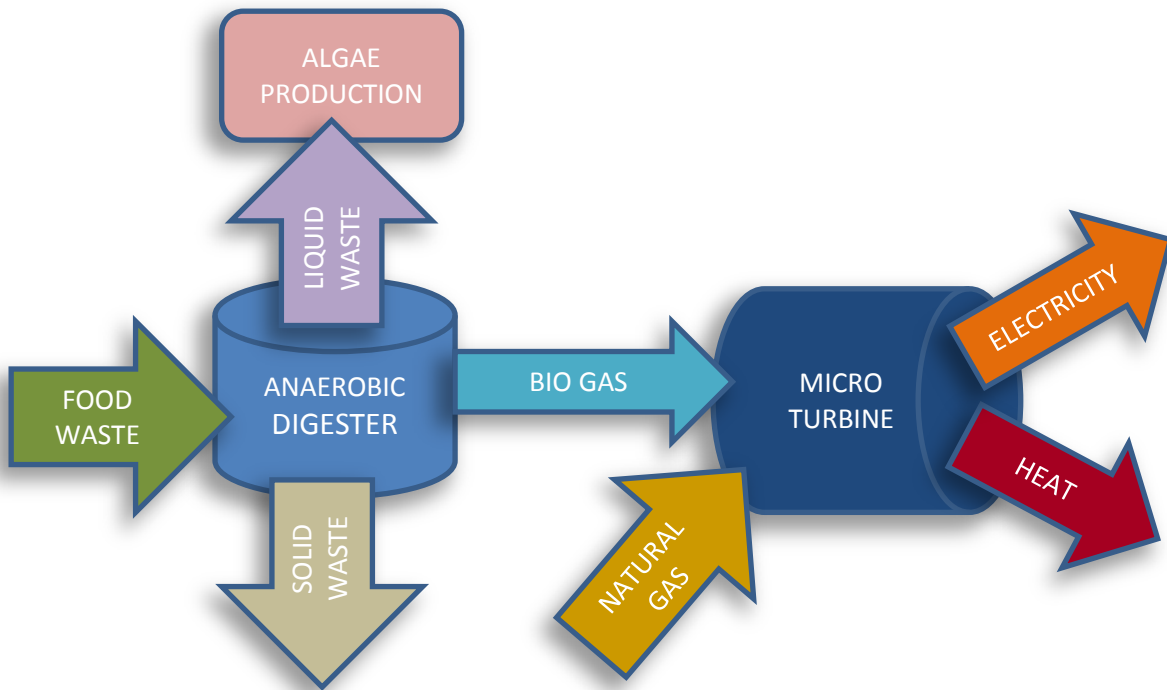 ALGAE
PRODUCTION
LIQUID
WASTE
FOOD
WASTE
ANAEROBIC
DIGESTER
BIO GAS
MICRO
TURBINE
ELECTRICITY
HEAT
SOLID
WASTE
NATURAL
GAS